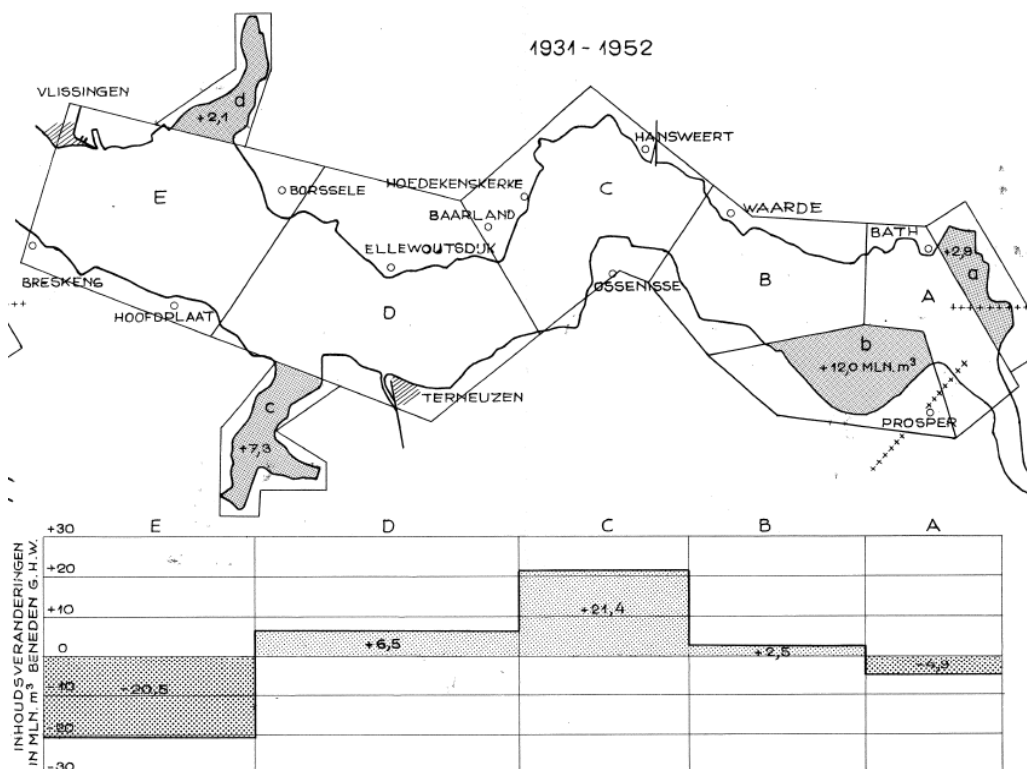 1931 - 1952
VLISSINGEN
d
+2,1
HANSWEERT
E
BORSSELE
HOEDEKENSKERKE
C
BAARLAND
WAARDE
ELLEWOUTSDIJK
BATH
+2,9
a
BRESKENS
OSSENISSE
B
A
HOOFDPLAAT
D
b
+12,0 MLN. m³
c
TERNEUZEN
PROSPER
+7,3
E D C B A
INHOUDSVERANDERINGEN
IN MLN. m³ BENEDEN G.H.W.
+30
+20
+10
0
-10
-20
-30
-20,5
+6,5
+21,4
+2,5
-4,9